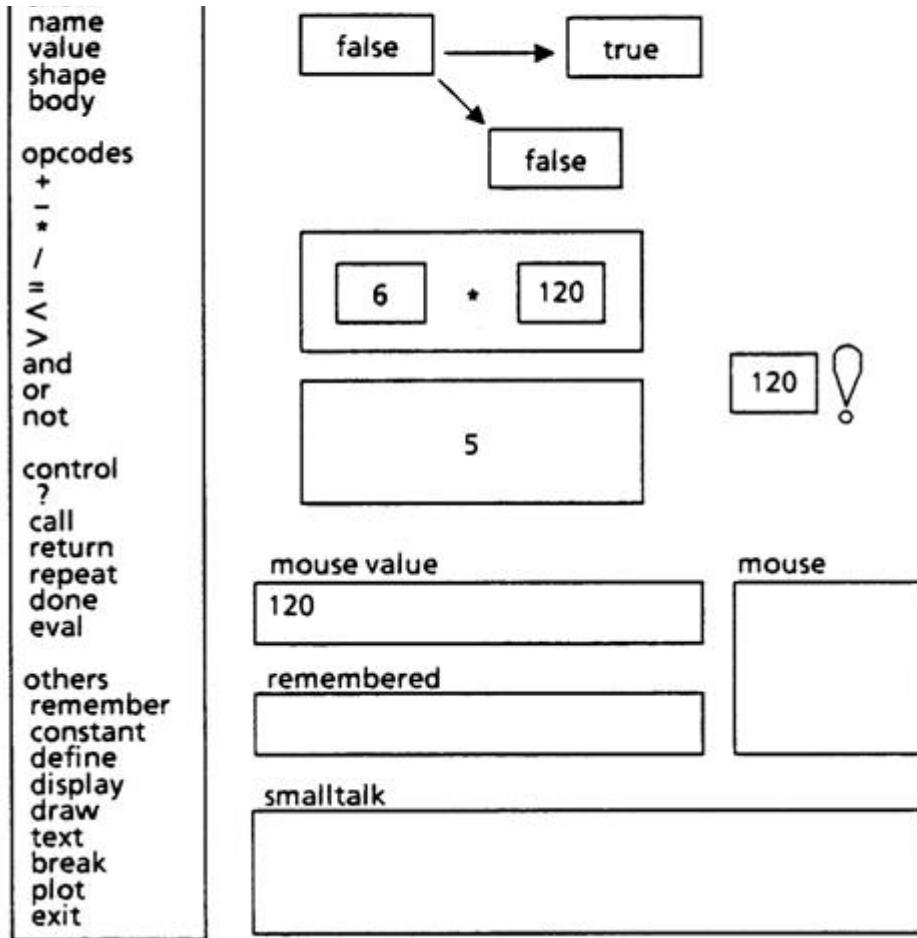 name
value
shape
body
opcodes
+
–
*
/
=
<
>
and
or
not
control
?
call
return
repeat
done
eval
others
remember
constant
define
display
draw
text
break
plot
exit
false
true
false
6 * 120
120
5
mouse value
120
mouse
remembered
smalltalk